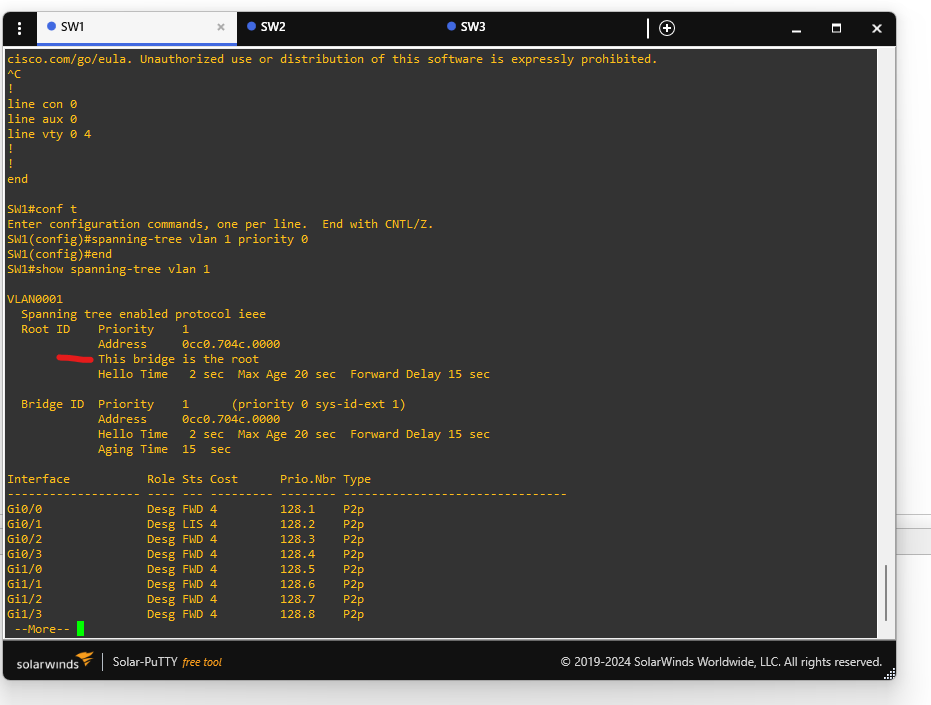 SW1 × SW2 SW3
cisco.com/go/eula. Unauthorized use or distribution of this software is expressly prohibited.
^C
!
line con 0
line aux 0
line vty 0 4
!
!
end
SW1#conf t
Enter configuration commands, one per line.  End with CNTL/Z.
SW1(config)#spanning-tree vlan 1 priority 0
SW1(config)#end
SW1#show spanning-tree vlan 1
VLAN0001
  Spanning tree enabled protocol ieee
  Root ID    Priority    1
             Address     0cc0.704c.0000
             This bridge is the root
             Hello Time   2 sec  Max Age 20 sec  Forward Delay 15 sec
  Bridge ID  Priority    1      (priority 0 sys-id-ext 1)
             Address     0cc0.704c.0000
             Hello Time   2 sec  Max Age 20 sec  Forward Delay 15 sec
             Aging Time  15  sec
Interface           Role Sts Cost      Prio.Nbr Type
------------------- ---- --- --------- -------- --------------------------------
Gi0/0               Desg FWD 4         128.1    P2p
Gi0/1               Desg LIS 4         128.2    P2p
Gi0/2               Desg FWD 4         128.3    P2p
Gi0/3               Desg FWD 4         128.4    P2p
Gi1/0               Desg FWD 4         128.5    P2p
Gi1/1               Desg FWD 4         128.6    P2p
Gi1/2               Desg FWD 4         128.7    P2p
Gi1/3               Desg FWD 4         128.8    P2p
 --More--
solarwinds | Solar-PuTTY free tool © 2019-2024 SolarWinds Worldwide, LLC. All rights reserved.